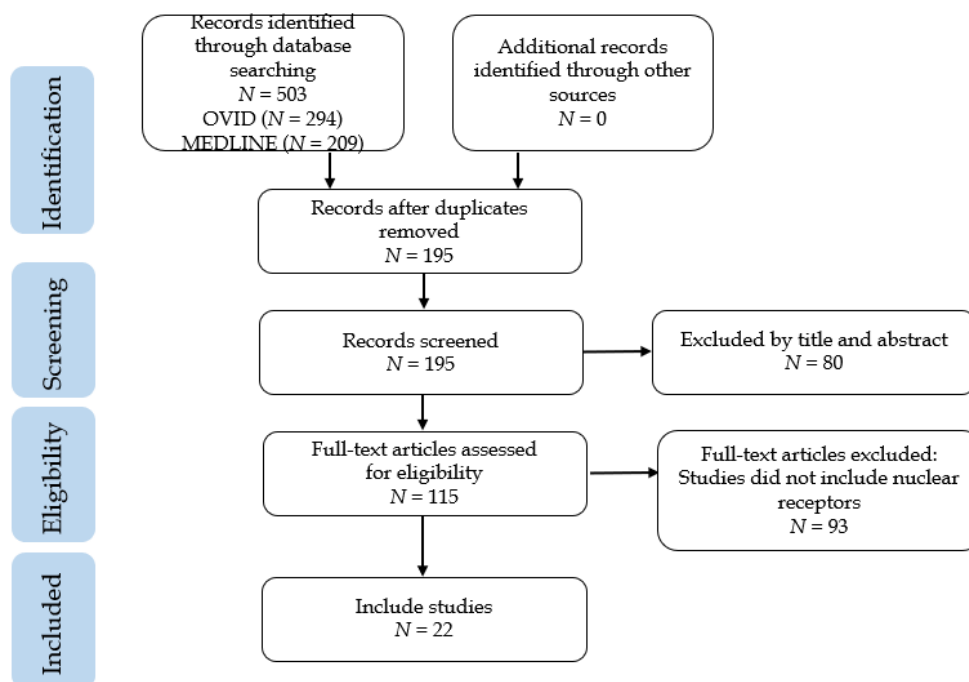 Identification
Records identified
through database
searching
N = 503
OVID (N = 294)
MEDLINE (N = 209)
Additional records
identified through other
sources
N = 0
Records after duplicates
removed
N = 195
Screening
Records screened
N = 195
Excluded by title and abstract
N = 80
Eligibility
Full-text articles assessed
for eligibility
N = 115
Full-text articles excluded:
Studies did not include nuclear
receptors
N = 93
Included
Include studies
N = 22